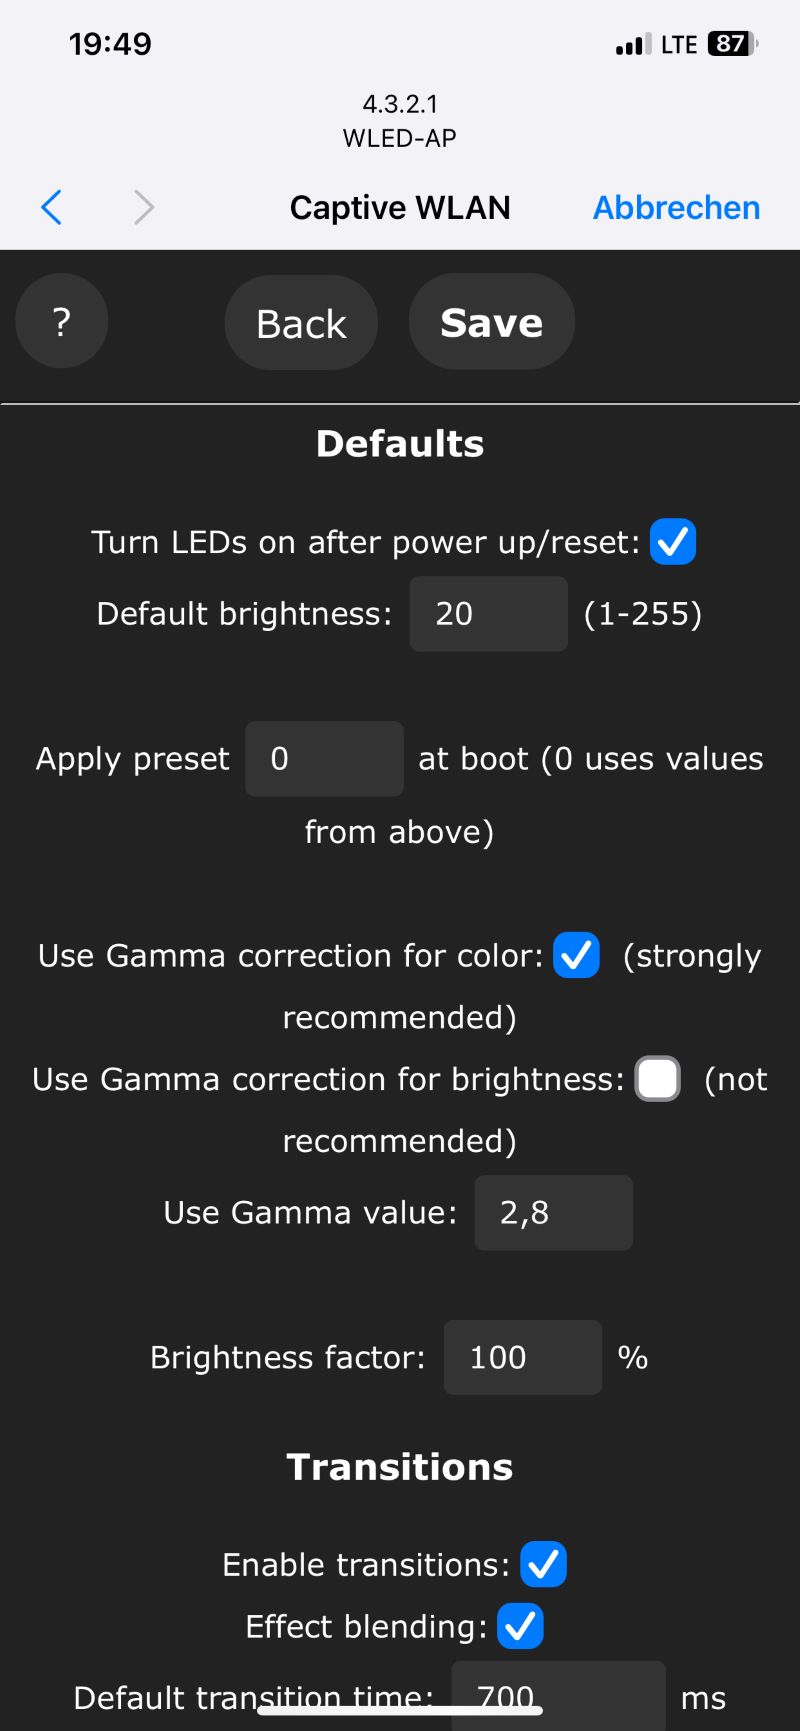 19:49
LTE 87
4.3.2.1
WLED-AP
Captive WLAN Abbrechen
? Back Save
Defaults
Turn LEDs on after power up/reset:
Default brightness: 20 (1-255)
Apply preset 0 at boot (0 uses values
from above)
Use Gamma correction for color: (strongly
recommended)
Use Gamma correction for brightness: (not
recommended)
Use Gamma value: 2,8
Brightness factor: 100 %
Transitions
Enable transitions:
Effect blending:
Default transition time: 700 ms